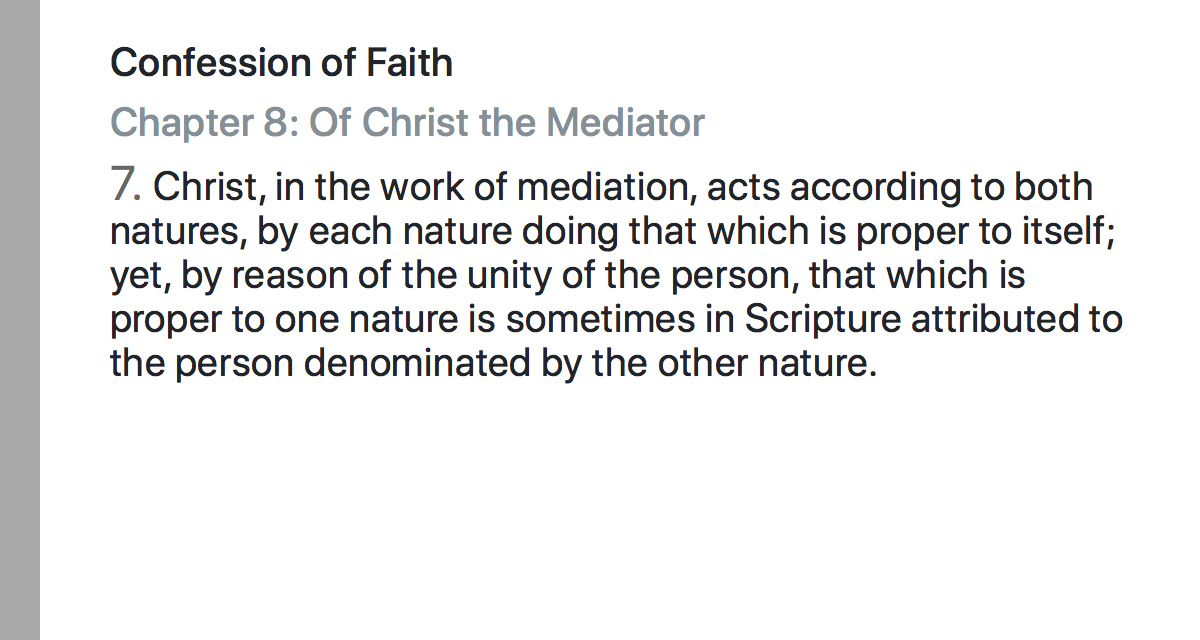 Confession of Faith
Chapter 8: Of Christ the Mediator
7. Christ, in the work of mediation, acts according to both
natures, by each nature doing that which is proper to itself;
yet, by reason of the unity of the person, that which is
proper to one nature is sometimes in Scripture attributed to
the person denominated by the other nature.